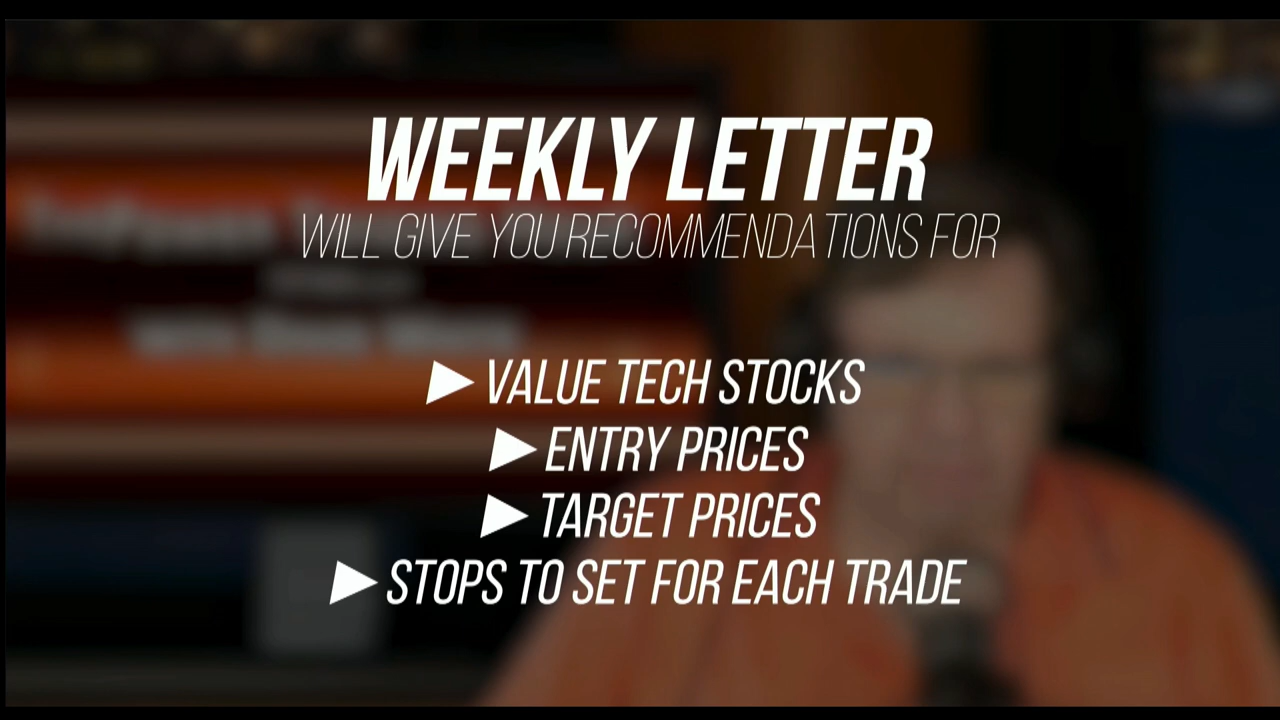 WEEKLY LETTER
WILL GIVE YOU RECOMMENDATIONS FOR
▶ VALUE TECH STOCKS
▶ ENTRY PRICES
▶ TARGET PRICES
▶ STOPS TO SET FOR EACH TRADE